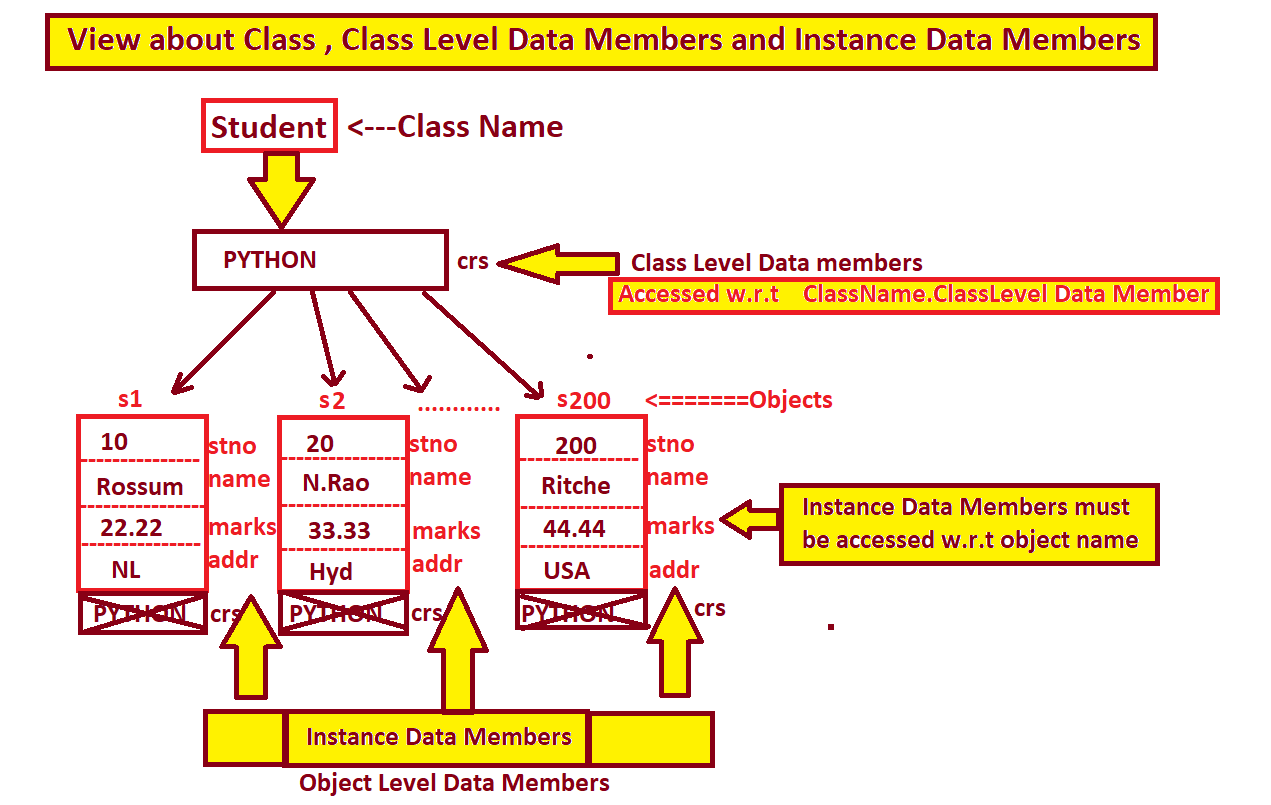 View about Class , Class Level Data Members and Instance Data Members
Student <---Class Name
PYTHON crs Class Level Data members
Accessed w.r.t ClassName.ClassLevel Data Member
s1 s2 ............ s200 <=======Objects
10 stno 20 stno 200 stno
Rossum name N.Rao name Ritche name
22.22 marks 33.33 marks 44.44 marks
NL addr Hyd addr USA addr
PYTHON crs PYTHON crs PYTHON crs
Instance Data Members must
be accessed w.r.t object name
Instance Data Members
Object Level Data Members